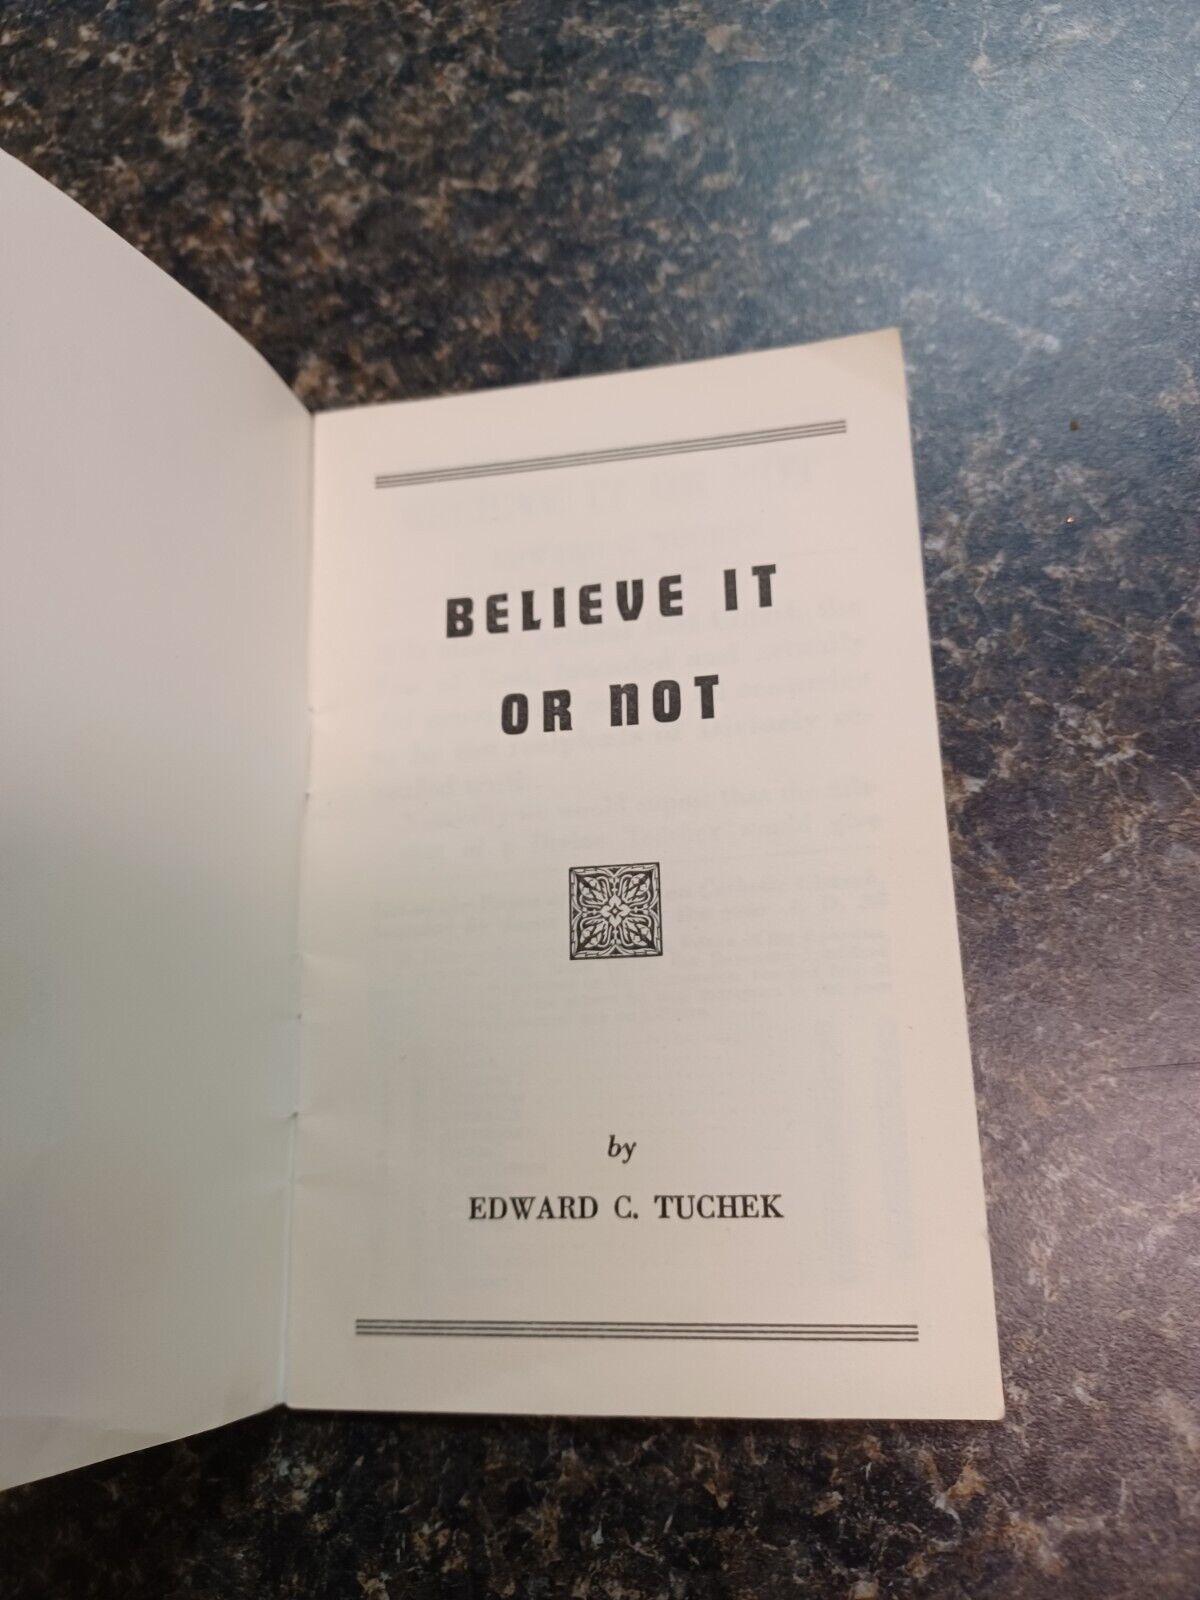 BELIEVE IT
OR NOT
by
EDWARD C. TUCHEK